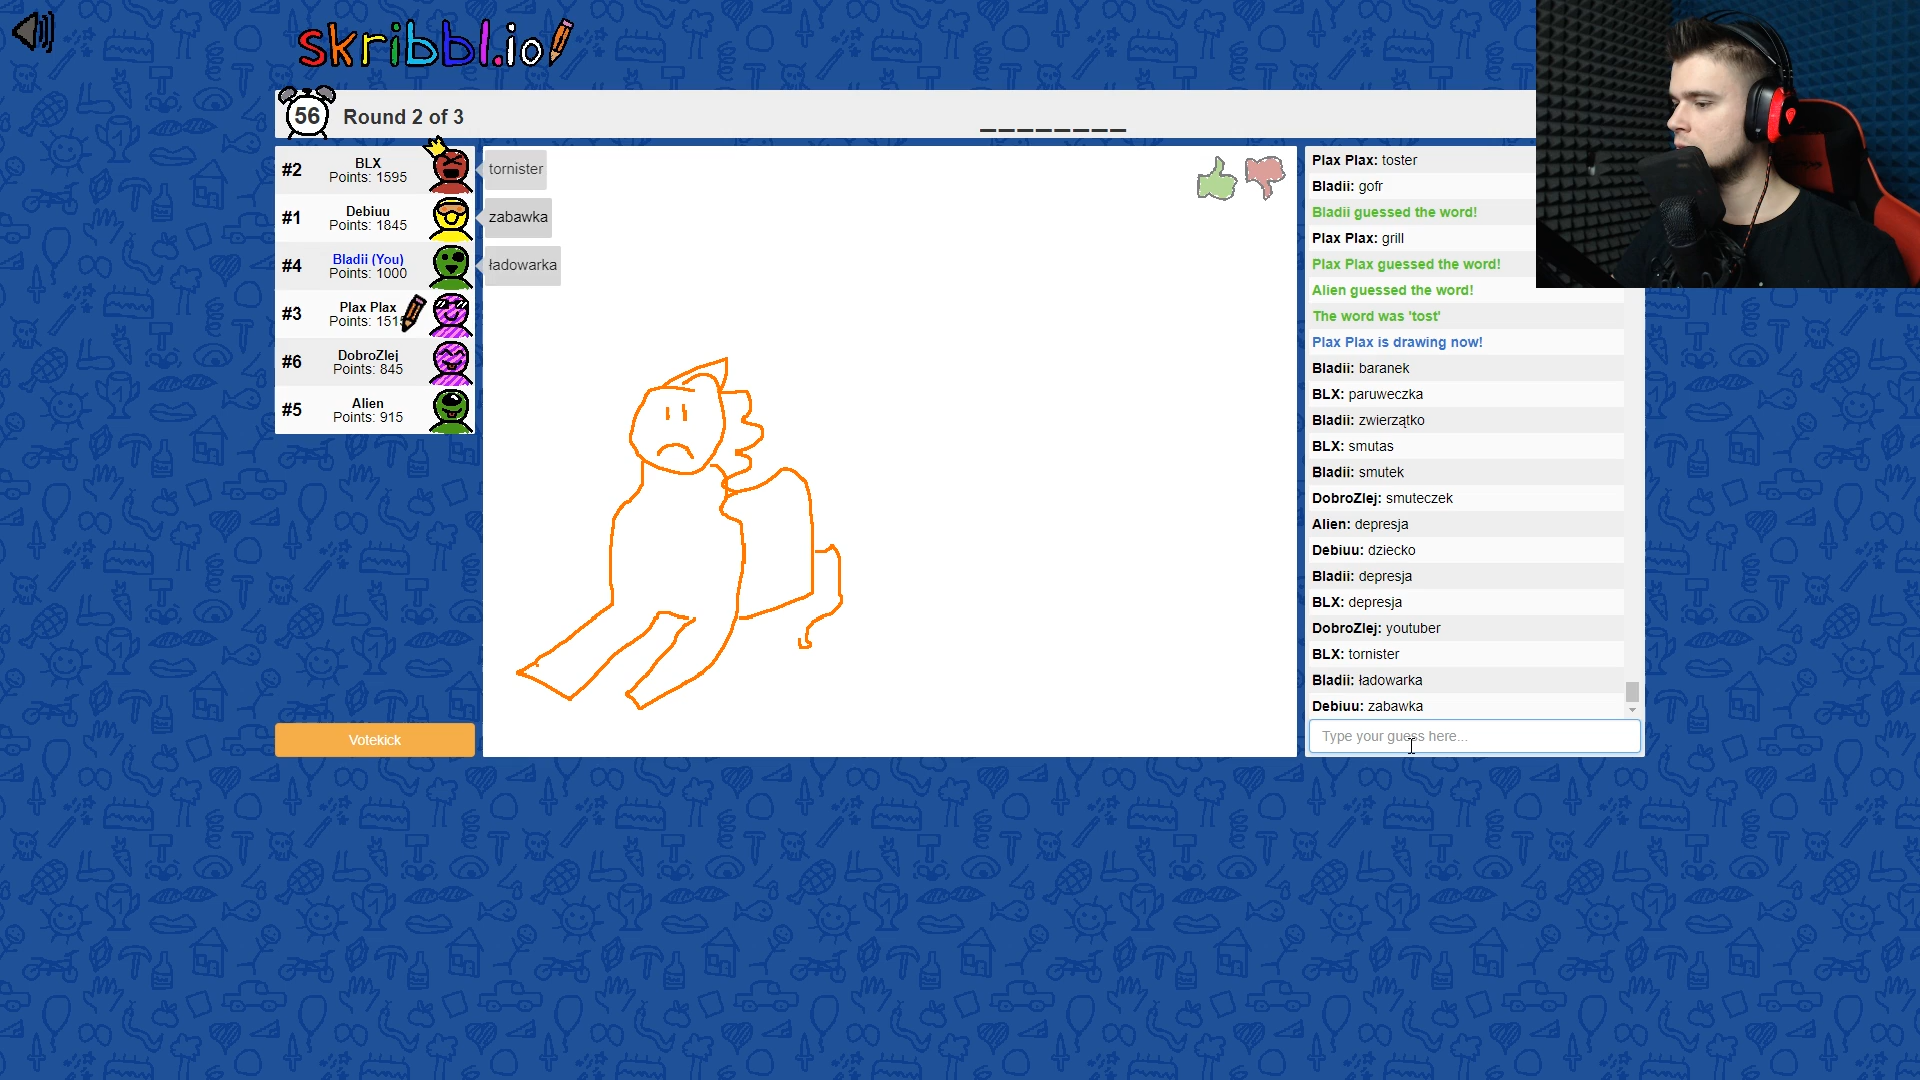 skribbl.io
56
Round 2 of 3
________
#2
BLX
Points: 1595
#1
Debiuu
Points: 1845
#4
Bladii (You)
Points: 1000
#3
Plax Plax
Points: 1515
#6
DobroZlej
Points: 845
#5
Alien
Points: 915
Votekick
tornister
zabawka
ładowarka
Plax Plax: toster
Bladii: gofr
Bladii guessed the word!
Plax Plax: grill
Plax Plax guessed the word!
Alien guessed the word!
The word was 'tost'
Plax Plax is drawing now!
Bladii: baranek
BLX: paruweczka
Bladii: zwierzątko
BLX: smutas
Bladii: smutek
DobroZlej: smuteczek
Alien: depresja
Debiuu: dziecko
Bladii: depresja
BLX: depresja
DobroZlej: youtuber
BLX: tornister
Bladii: ładowarka
Debiuu: zabawka
Type your guess here...